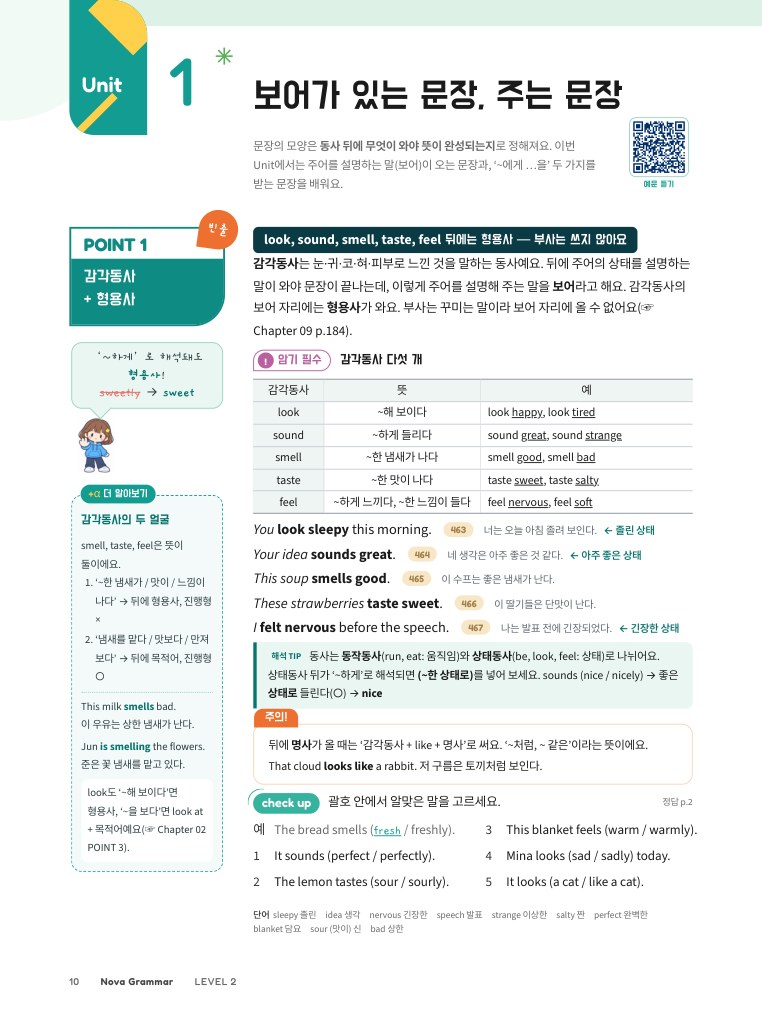 Unit
1
보어가 있는 문장, 주는 문장
문장의 모양은 동사 뒤에 무엇이 와야 뜻이 완성되는지로 정해져요. 이번
Unit에서는 주어를 설명하는 말(보어)이 오는 문장과, ‘~에게 …을’ 두 가지를
받는 문장을 배워요.
예문 듣기
빈출
POINT 1
감각동사
+ 형용사
‘~하게’로 해석돼도
형용사!
sweetly → sweet
+α 더 알아보기
감각동사의 두 얼굴
smell, taste, feel은 뜻이
둘이에요.
1. ‘~한 냄새가 / 맛이 / 느낌이
나다’ → 뒤에 형용사, 진행형
×
2. ‘냄새를 맡다 / 맛보다 / 만져
보다’ → 뒤에 목적어, 진행형
○
This milk smells bad.
이 우유는 상한 냄새가 난다.
Jun is smelling the flowers.
준은 꽃 냄새를 맡고 있다.
look도 ‘~해 보이다’면
형용사, ‘~을 보다’면 look at
+ 목적어예요(☞ Chapter 02
POINT 3).
look, sound, smell, taste, feel 뒤에는 형용사 — 부사는 쓰지 않아요
감각동사는 눈·귀·코·혀·피부로 느낀 것을 말하는 동사예요. 뒤에 주어의 상태를 설명하는
말이 와야 문장이 끝나는데, 이렇게 주어를 설명해 주는 말을 보어라고 해요. 감각동사의
보어 자리에는 형용사가 와요. 부사는 꾸미는 말이라 보어 자리에 올 수 없어요(☞
Chapter 09 p.184).
! 암기 필수 감각동사 다섯 개
감각동사 뜻 예
look ~해 보이다 look happy, look tired
sound ~하게 들리다 sound great, sound strange
smell ~한 냄새가 나다 smell good, smell bad
taste ~한 맛이 나다 taste sweet, taste salty
feel ~하게 느끼다, ~한 느낌이 들다 feel nervous, feel soft
You look sleepy this morning. 463 너는 오늘 아침 졸려 보인다. ← 졸린 상태
Your idea sounds great. 464 네 생각은 아주 좋은 것 같다. ← 아주 좋은 상태
This soup smells good. 465 이 수프는 좋은 냄새가 난다.
These strawberries taste sweet. 466 이 딸기들은 단맛이 난다.
I felt nervous before the speech. 467 나는 발표 전에 긴장되었다. ← 긴장한 상태
해석 TIP 동사는 동작동사(run, eat: 움직임)와 상태동사(be, look, feel: 상태)로 나뉘어요.
상태동사 뒤가 ‘~하게’로 해석되면 (~한 상태로)를 넣어 보세요. sounds (nice / nicely) → 좋은
상태로 들린다(○) → nice
주의!
뒤에 명사가 올 때는 ‘감각동사 + like + 명사’로 써요. ‘~처럼, ~ 같은’이라는 뜻이에요.
That cloud looks like a rabbit. 저 구름은 토끼처럼 보인다.
check up 괄호 안에서 알맞은 말을 고르세요. 정답 p.2
예 The bread smells (fresh / freshly).
1 It sounds (perfect / perfectly).
2 The lemon tastes (sour / sourly).
3 This blanket feels (warm / warmly).
4 Mina looks (sad / sadly) today.
5 It looks (a cat / like a cat).
단어 sleepy 졸린 idea 생각 nervous 긴장한 speech 발표 strange 이상한 salty 짠 perfect 완벽한
blanket 담요 sour (맛이) 신 bad 상한
10 Nova Grammar LEVEL 2